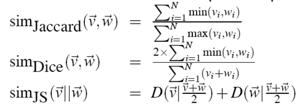 sim_Jaccard(v⃗,w⃗) = ∑_{i=1}^{N} min(v_i,w_i) / ∑_{i=1}^{N} max(v_i,w_i)
sim_Dice(v⃗,w⃗) = 2×∑_{i=1}^{N} min(v_i,w_i) / ∑_{i=1}^{N} (v_i+w_i)
sim_JS(v⃗||w⃗) = D(v⃗|v⃗+w⃗/2)+D(w⃗|v⃗+w⃗/2)